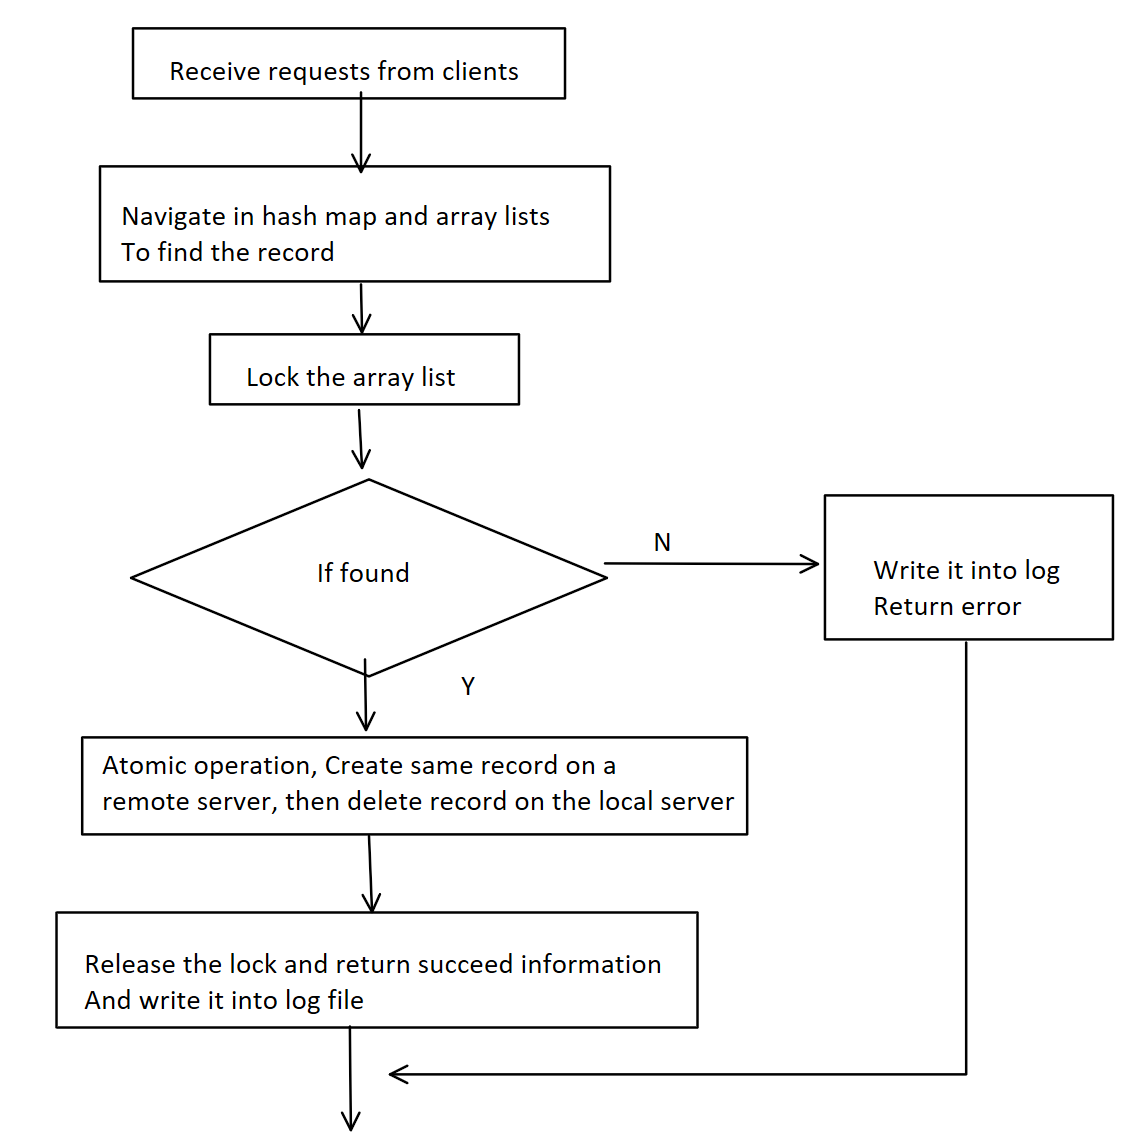 Receive requests from clients
Navigate in hash map and array lists
To find the record
Lock the array list
If found
N
Write it into log
Return error
Y
Atomic operation, Create same record on a
remote server, then delete record on the local server
Release the lock and return succeed information
And write it into log file